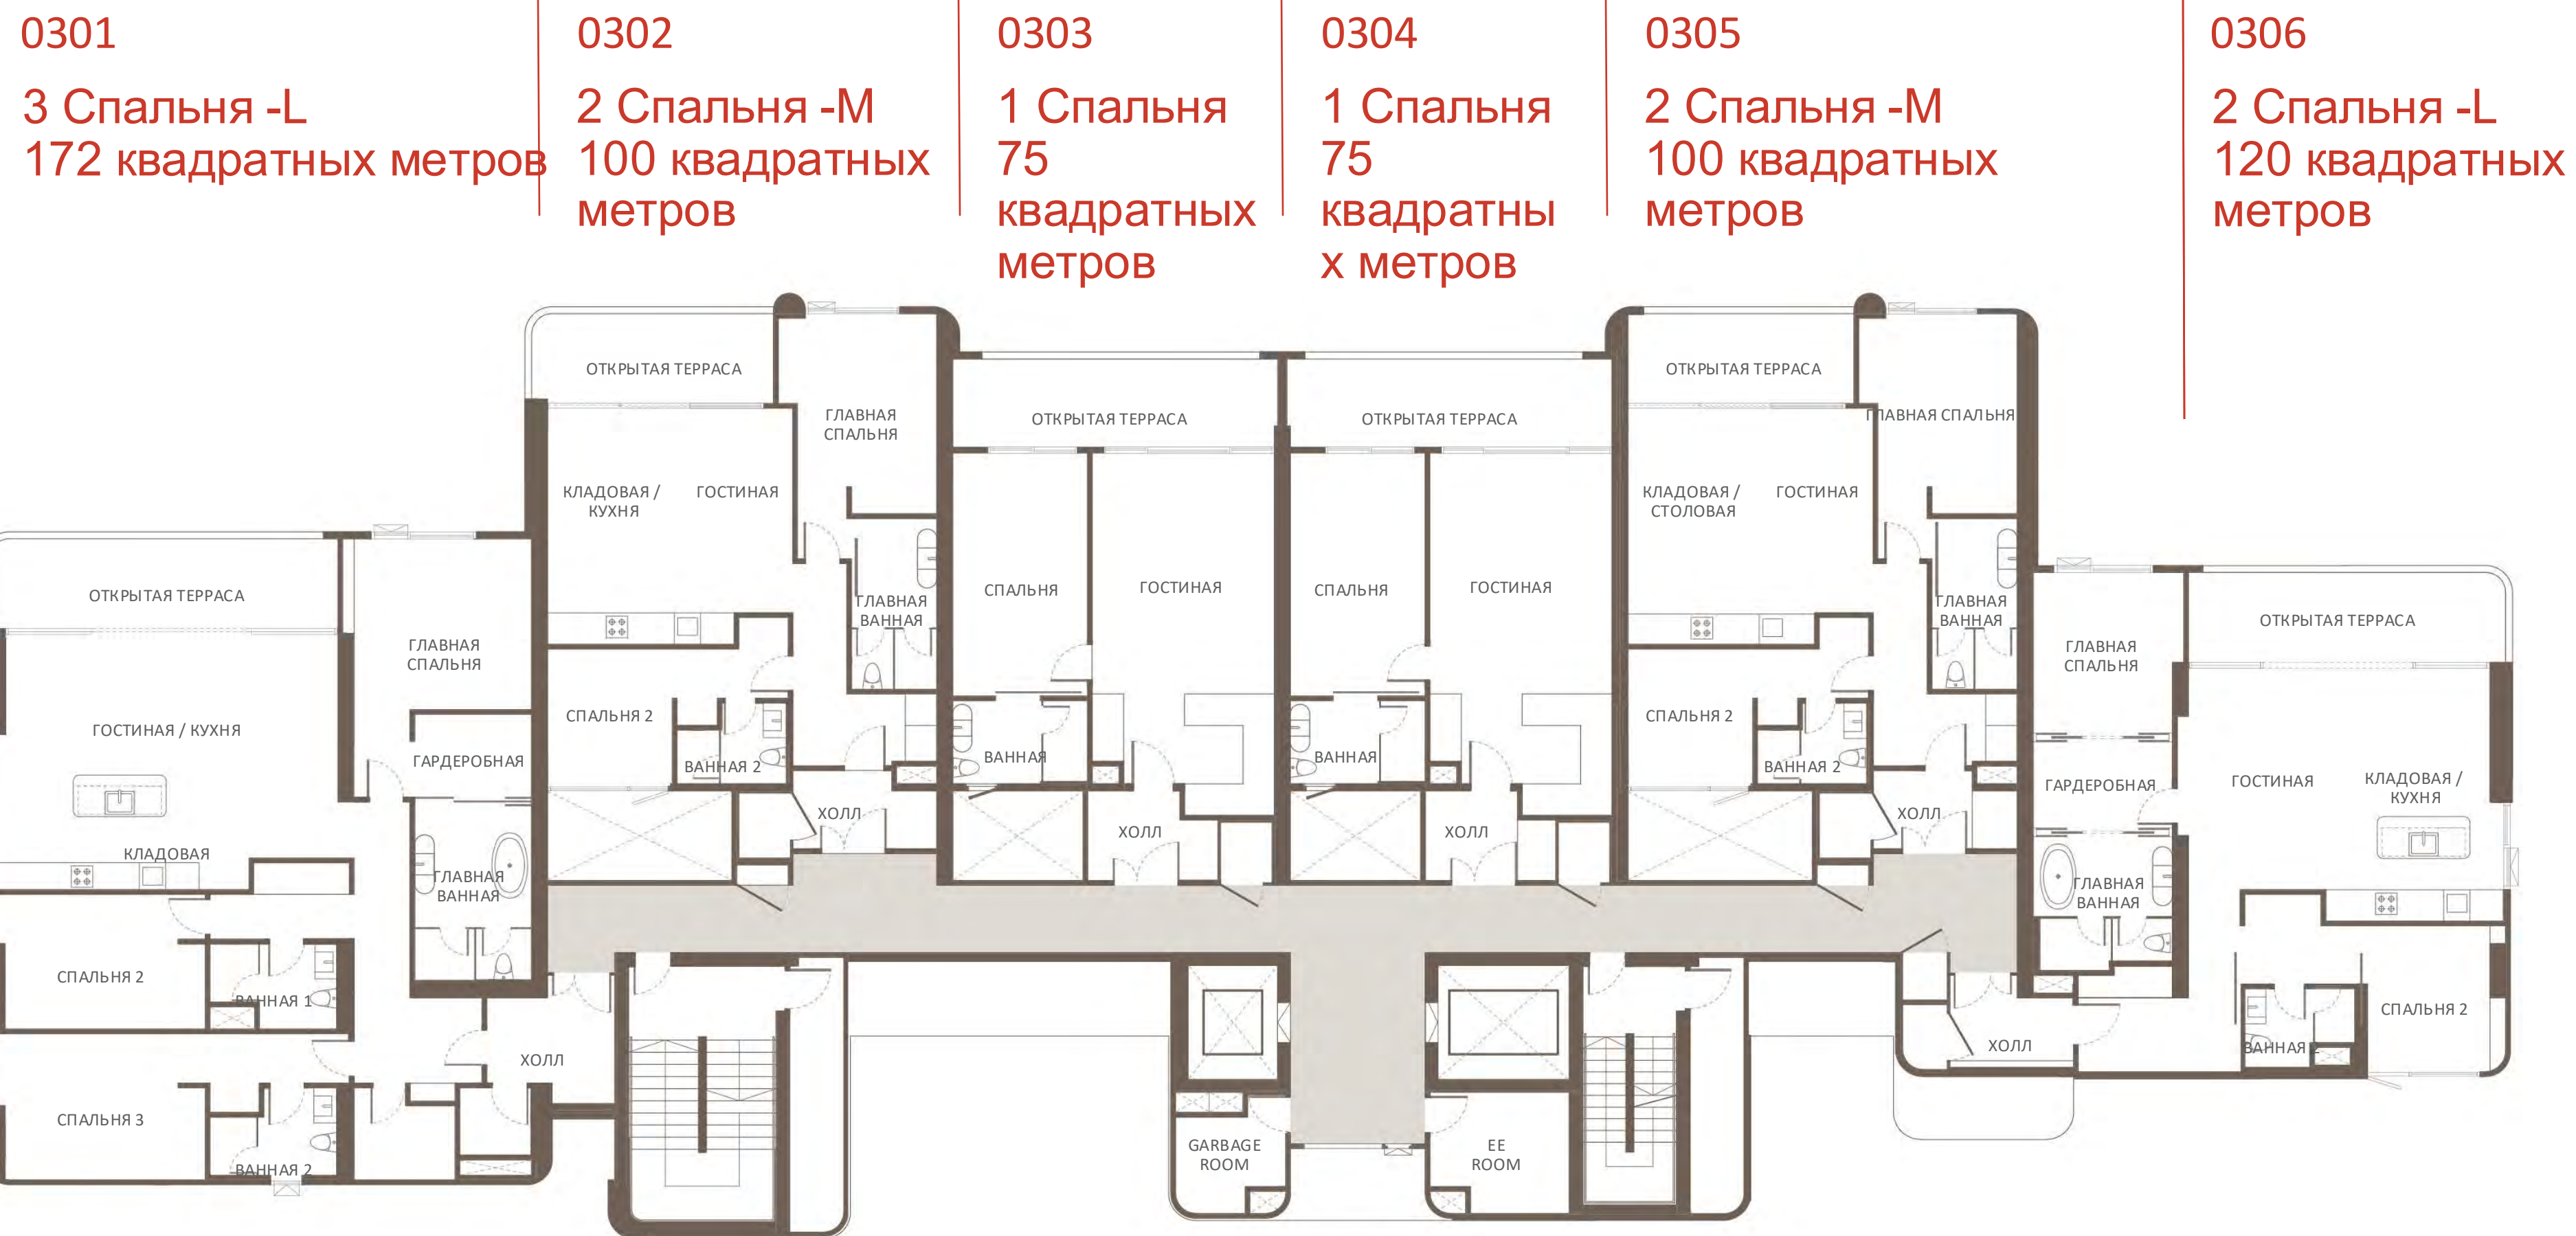 0301
3 Спальня -L
172 квадратных метров
0302
2 Спальня -M
100 квадратных
метров
0303
1 Спальня
75
квадратных
метров
0304
1 Спальня
75
квадратны
х метров
0305
2 Спальня -M
100 квадратных
метров
0306
2 Спальня -L
120 квадратных
метров
ОТКРЫТАЯ ТЕРРАСА
ГЛАВНАЯ
СПАЛЬНЯ
ГОСТИНАЯ / КУХНЯ
ГАРДЕРОБНАЯ
КЛАДОВАЯ
ГЛАВНАЯ
ВАННАЯ
СПАЛЬНЯ 2
ВАННАЯ 1
ХОЛЛ
СПАЛЬНЯ 3
ВАННАЯ 2
ОТКРЫТАЯ ТЕРРАСА
ГЛАВНАЯ
СПАЛЬНЯ
КЛАДОВАЯ /
КУХНЯ
ГОСТИНАЯ
ГЛАВНАЯ
ВАННАЯ
СПАЛЬНЯ 2
ВАННАЯ 2
ХОЛЛ
ОТКРЫТАЯ ТЕРРАСА
СПАЛЬНЯ
ГОСТИНАЯ
ВАННАЯ
ХОЛЛ
ОТКРЫТАЯ ТЕРРАСА
СПАЛЬНЯ
ГОСТИНАЯ
ВАННАЯ
ХОЛЛ
ОТКРЫТАЯ ТЕРРАСА
ГЛАВНАЯ СПАЛЬНЯ
КЛАДОВАЯ /
СТОЛОВАЯ
ГОСТИНАЯ
ГЛАВНАЯ
ВАННАЯ
СПАЛЬНЯ 2
ВАННАЯ 2
ХОЛЛ
ОТКРЫТАЯ ТЕРРАСА
ГЛАВНАЯ
СПАЛЬНЯ
ГАРДЕРОБНАЯ
ГОСТИНАЯ
КЛАДОВАЯ /
КУХНЯ
ГЛАВНАЯ
ВАННАЯ
СПАЛЬНЯ 2
ХОЛЛ
ВАННАЯ 2
GARBAGE
ROOM
EE
ROOM